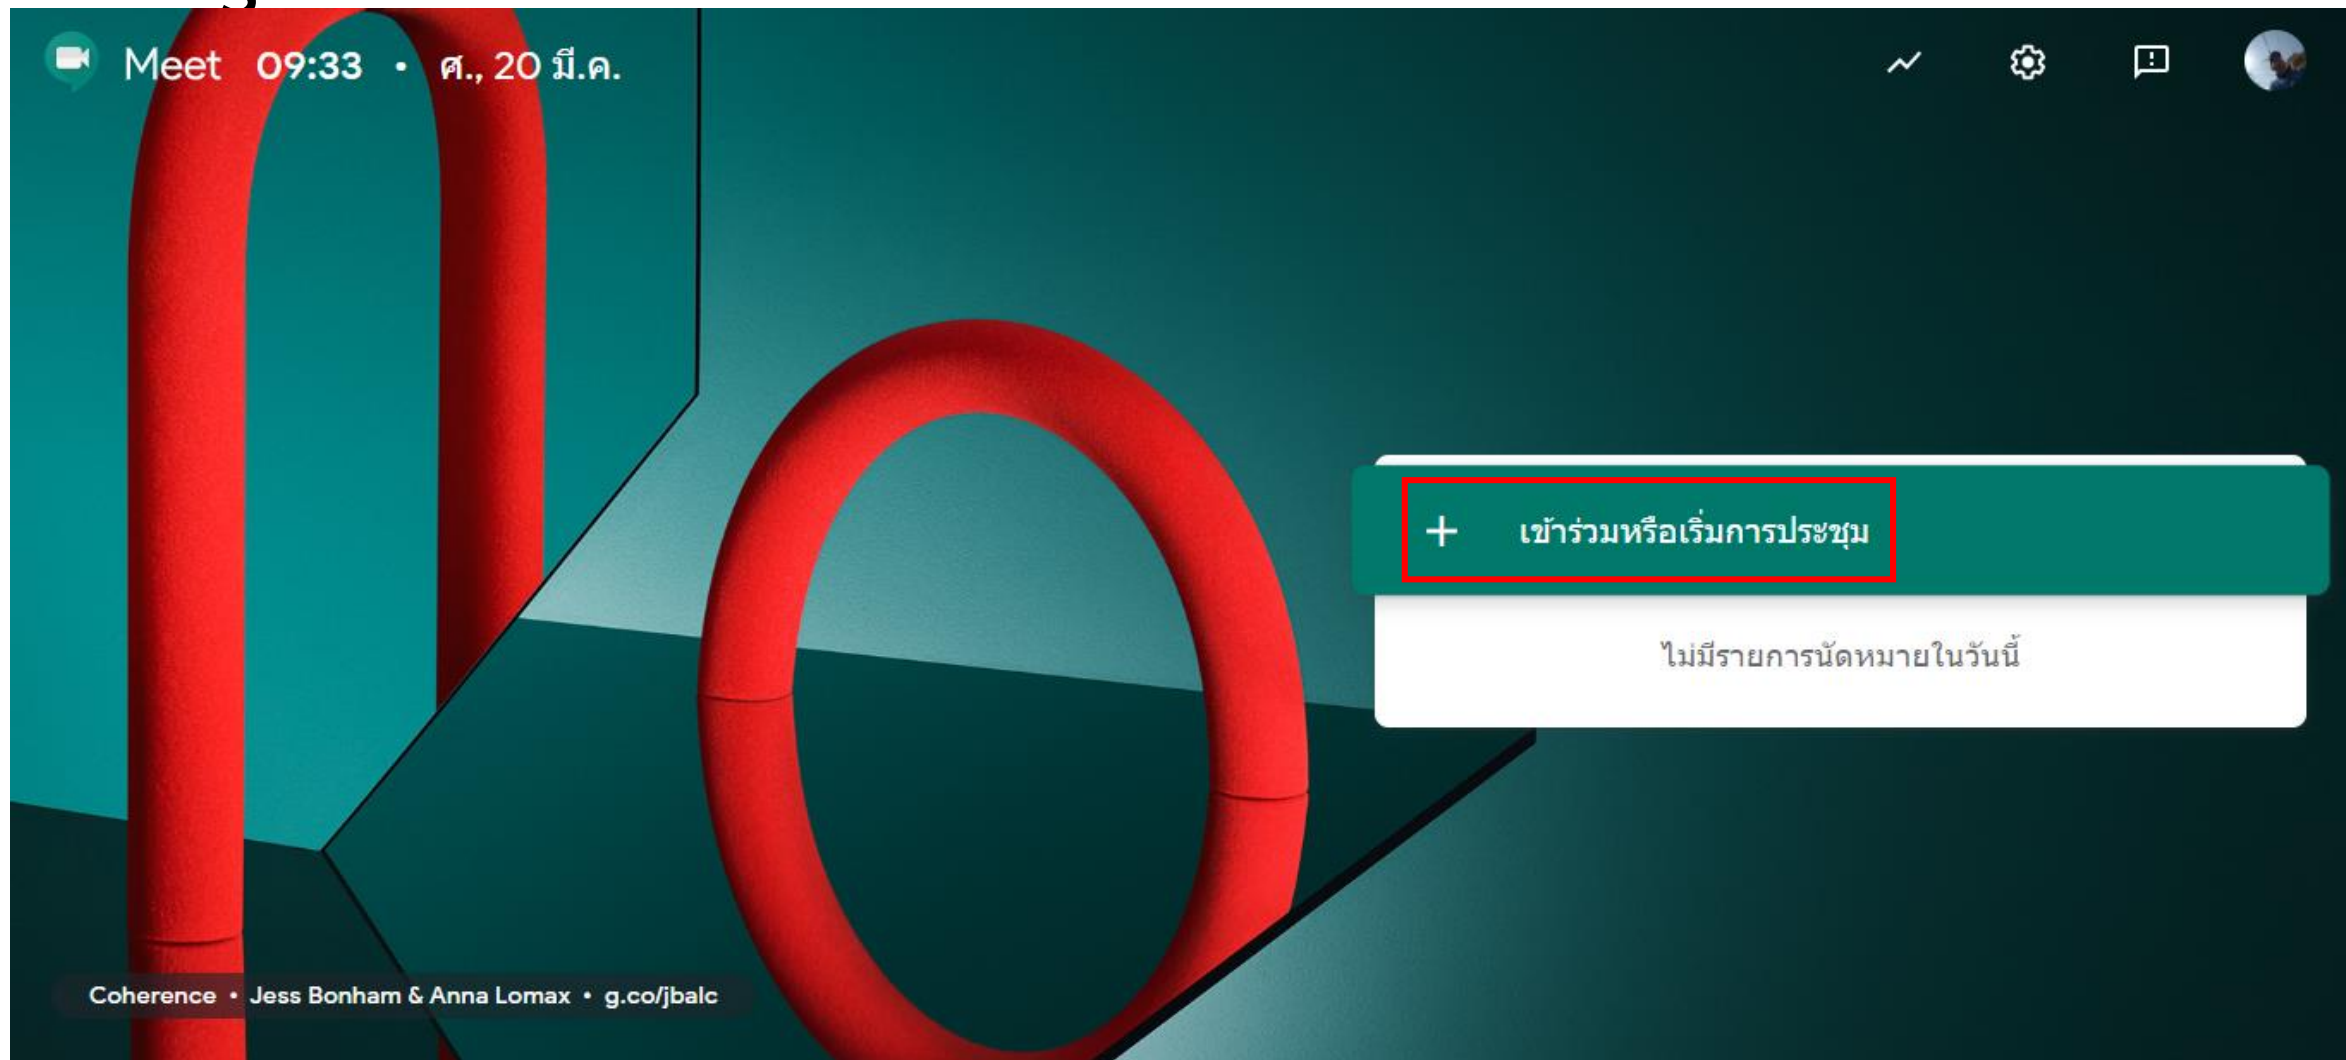 Meet 09:33 • ศ., 20 มี.ค.
+ เข้าร่วมหรือเริ่มการประชุม
ไม่มีรายการนัดหมายในวันนี้
Coherence • Jess Bonham & Anna Lomax • g.co/jbalc